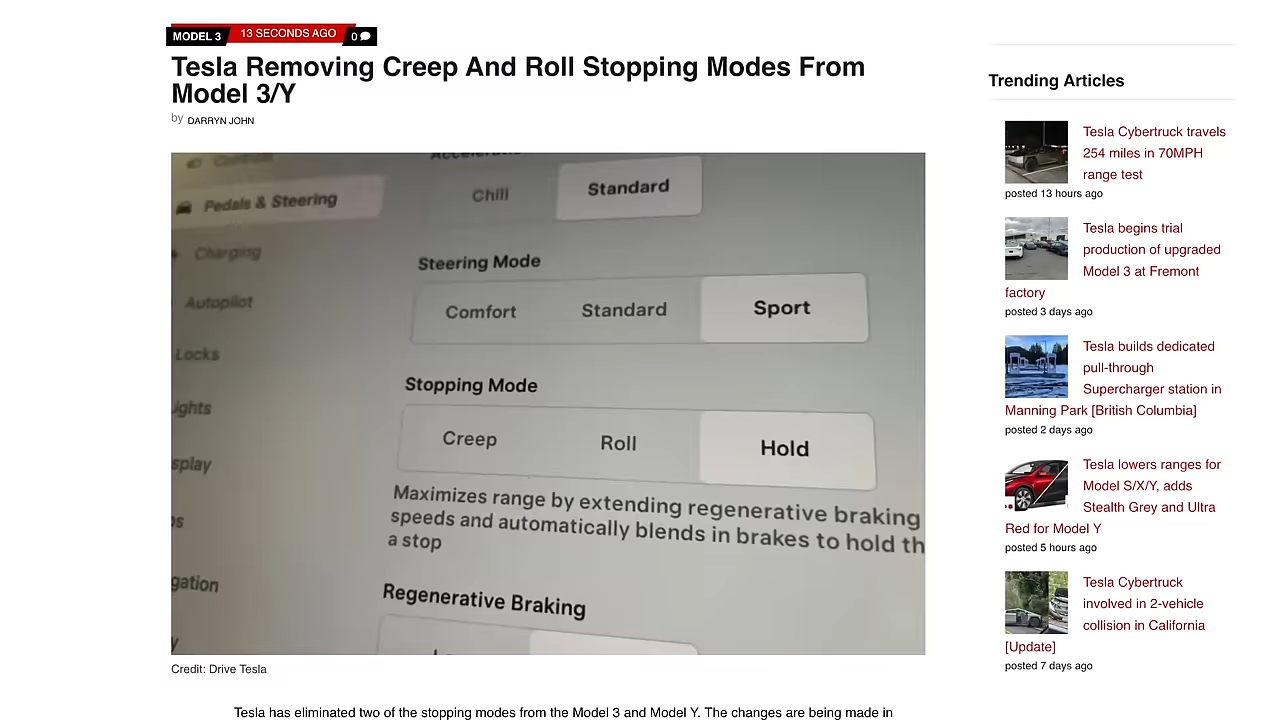 MODEL 3
13 SECONDS AGO
0
Tesla Removing Creep And Roll Stopping Modes From
Model 3/Y
by DARRYN JOHN
Controls
Pedals & Steering
Charging
Autopilot
Locks
ights
splay
gation
Chill
Standard
Steering Mode
Comfort
Standard
Sport
Stopping Mode
Creep
Roll
Hold
Maximizes range by extending regenerative braking
speeds and automatically blends in brakes to hold th
a stop
Regenerative Braking
Credit: Drive Tesla
Tesla has eliminated two of the stopping modes from the Model 3 and Model Y. The changes are being made in
Trending Articles
Tesla Cybertruck travels
254 miles in 70MPH
range test
posted 13 hours ago
Tesla begins trial
production of upgraded
Model 3 at Fremont
factory
posted 3 days ago
Tesla builds dedicated
pull-through
Supercharger station in
Manning Park [British Columbia]
posted 2 days ago
Tesla lowers ranges for
Model S/X/Y, adds
Stealth Grey and Ultra
Red for Model Y
posted 5 hours ago
Tesla Cybertruck
involved in 2-vehicle
collision in California
[Update]
posted 7 days ago